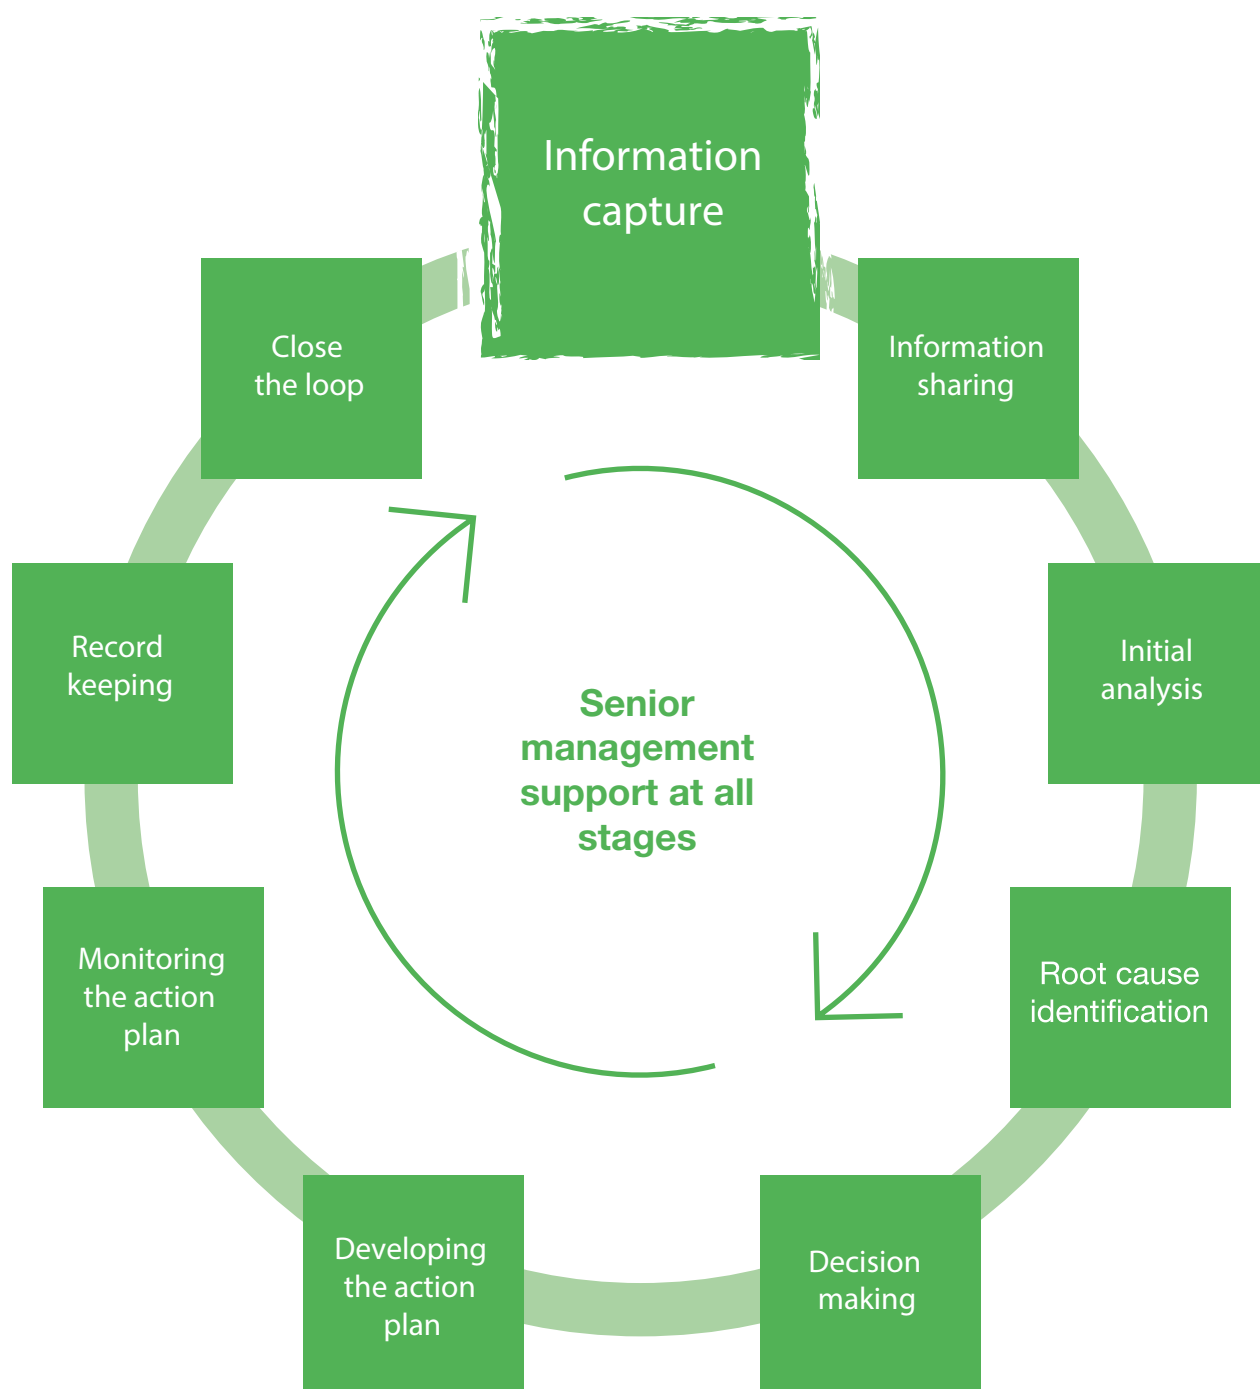 Information
capture
Information
sharing
Initial
analysis
Root cause
identification
Decision
making
Developing
the action
plan
Monitoring
the action
plan
Record
keeping
Close
the loop
Senior
management
support at all
stages